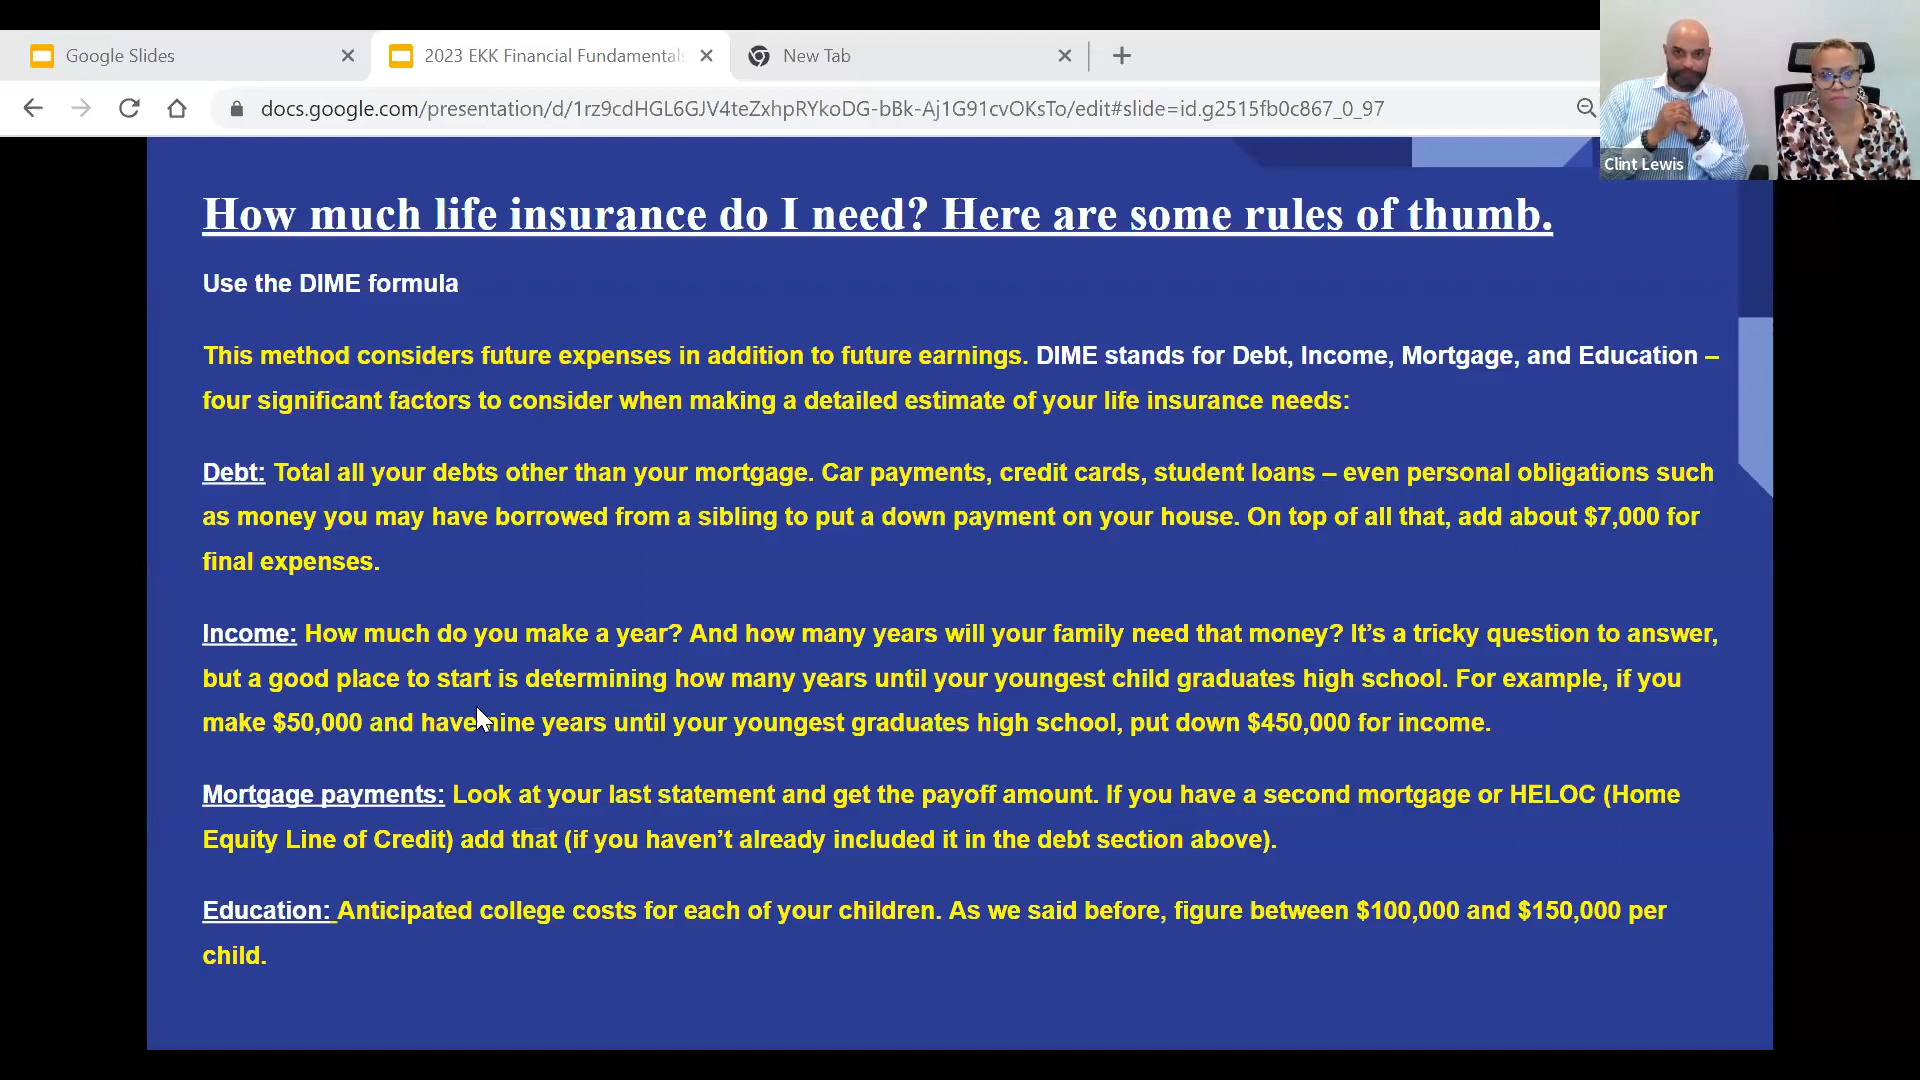 Google Slides
2023 EKK Financial Fundamentals
New Tab
docs.google.com/presentation/d/1rz9cdHGL6GJV4teZxhpRYkoDG-bBk-Aj1G91cvOKsTo/edit#slide=id.g2515fb0c867_0_97
Clint Lewis
How much life insurance do I need? Here are some rules of thumb.
Use the DIME formula
This method considers future expenses in addition to future earnings. DIME stands for Debt, Income, Mortgage, and Education –
four significant factors to consider when making a detailed estimate of your life insurance needs:
Debt: Total all your debts other than your mortgage. Car payments, credit cards, student loans – even personal obligations such
as money you may have borrowed from a sibling to put a down payment on your house. On top of all that, add about $7,000 for
final expenses.
Income: How much do you make a year? And how many years will your family need that money? It’s a tricky question to answer,
but a good place to start is determining how many years until your youngest child graduates high school. For example, if you
make $50,000 and have nine years until your youngest graduates high school, put down $450,000 for income.
Mortgage payments: Look at your last statement and get the payoff amount. If you have a second mortgage or HELOC (Home
Equity Line of Credit) add that (if you haven’t already included it in the debt section above).
Education: Anticipated college costs for each of your children. As we said before, figure between $100,000 and $150,000 per
child.